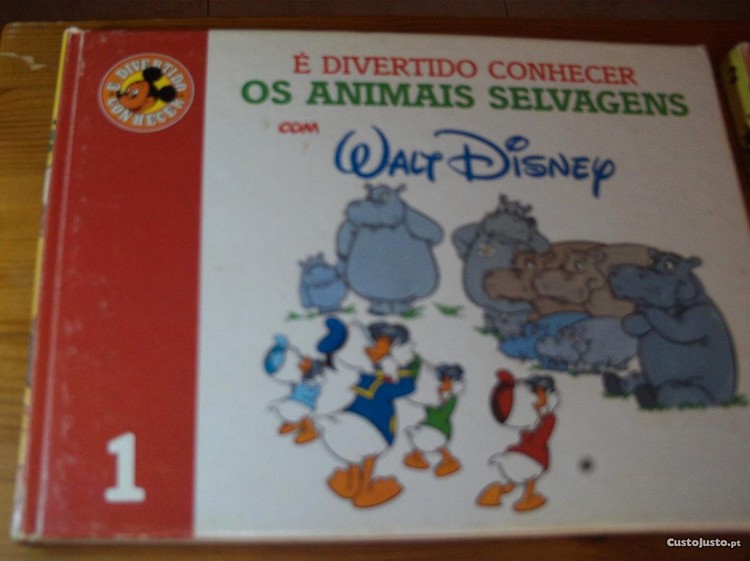 É DIVERTIDO
CONHECER
É DIVERTIDO CONHECER
OS ANIMAIS SELVAGENS
COM
WALT DISNEY
1
CustoJusto.pt